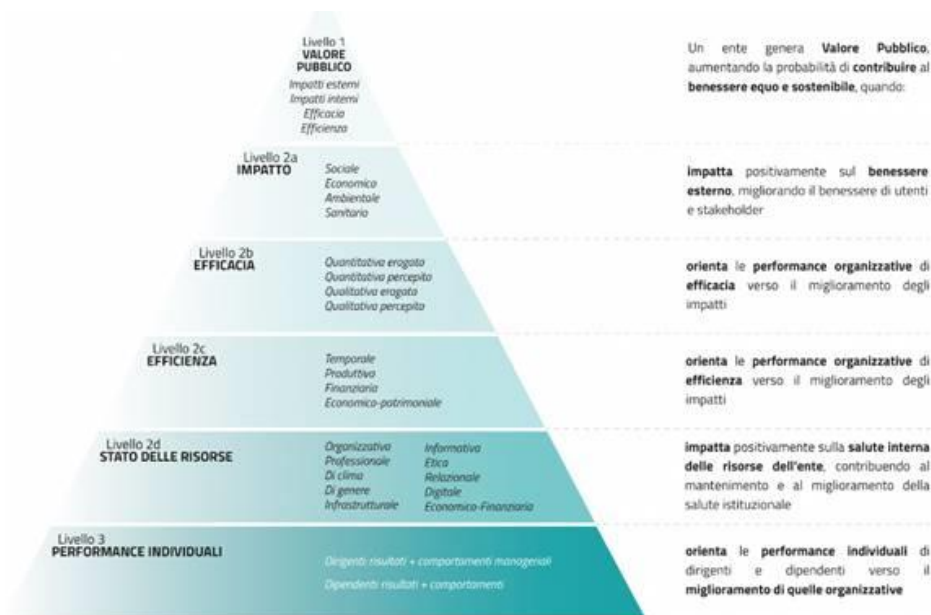 Livello 1
VALORE
PUBBLICO
Impatti esterni
Impatti interni
Efficacia
Efficienza
Un ente genera Valore Pubblico,
aumentando la probabilità di contribuire al
benessere equo e sostenibile, quando:
Livello 2a
IMPATTO
Sociale
Economico
Ambientale
Sanitario
impatta positivamente sul benessere
esterno, migliorando il benessere di utenti
e stakeholder
Livello 2b
EFFICACIA
Quantitativa erogata
Quantitativa percepita
Qualitativa erogata
Qualitativa percepita
orienta le performance organizzative di
efficacia verso il miglioramento degli
impatti
Livello 2c
EFFICIENZA
Temporale
Produttiva
Finanziaria
Economico-patrimoniale
orienta le performance organizzative di
efficienza verso il miglioramento degli
impatti
Livello 2d
STATO DELLE RISORSE
Organizzativa
Professionale
Di clima
Di genere
Infrastrutturale
Informativa
Etica
Relazionale
Digitale
Economico-Finanziaria
impatta positivamente sulla salute interna
delle risorse dell'ente, contribuendo al
mantenimento e al miglioramento della
salute istituzionale
Livello 3
PERFORMANCE INDIVIDUALI
Dirigenti risultati + comportamenti manageriali
Dipendenti risultati + comportamenti
orienta le performance individuali di
dirigenti e dipendenti verso il
miglioramento di quelle organizzative